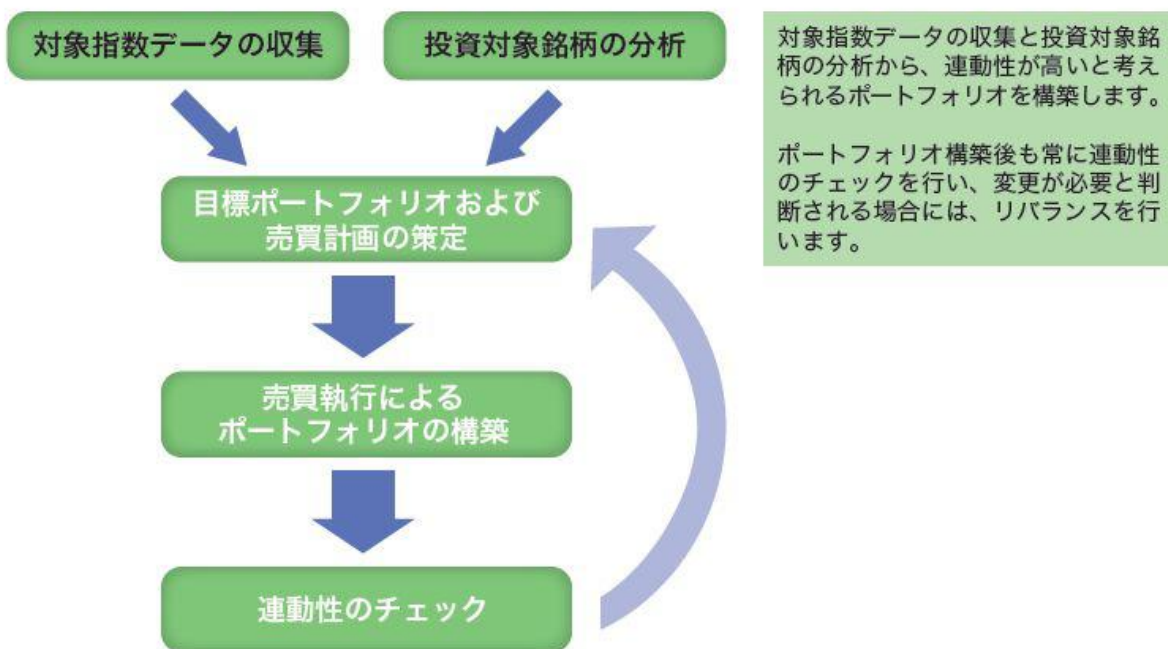 対象指数データの収集
投資対象銘柄の分析
目標ポートフォリオおよび
売買計画の策定
売買執行による
ポートフォリオの構築
連動性のチェック
対象指数データの収集と投資対象銘
柄の分析から、連動性が高いと考え
られるポートフォリオを構築します。
ポートフォリオ構築後も常に連動性
のチェックを行い、変更が必要と判
断される場合には、リバランスを行
います。